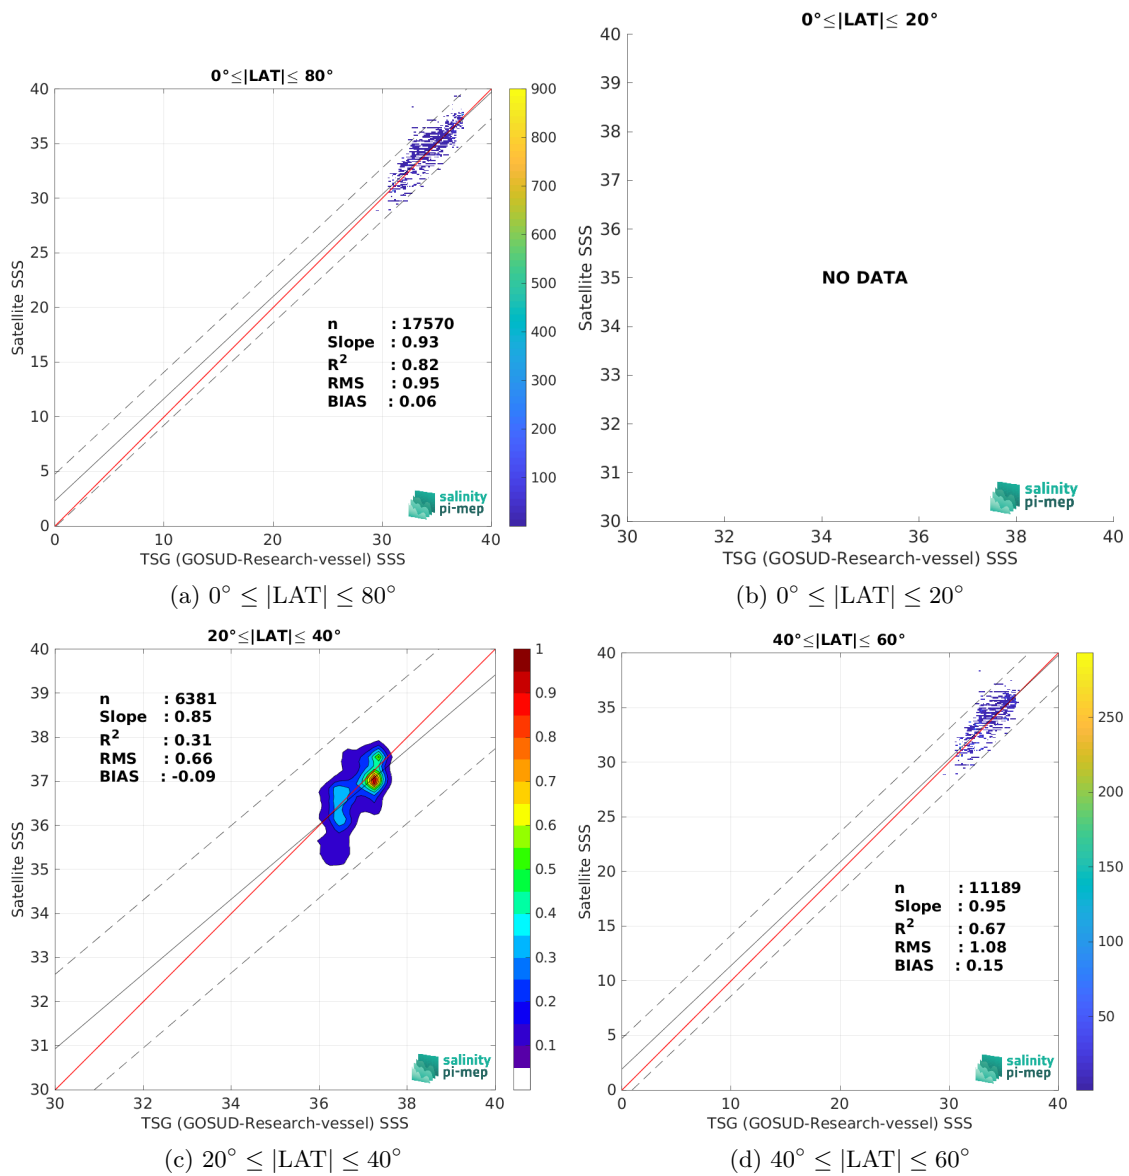 0°≤|LAT|≤ 80°
40
35
30
25
20
15
10
5
0
Satellite SSS
n : 17570
Slope : 0.93
R² : 0.82
RMS : 0.95
BIAS : 0.06
salinity
pi-mep
0 10 20 30 40
TSG (GOSUD-Research-vessel) SSS
900
800
700
600
500
400
300
200
100
(a) 0° ≤ |LAT| ≤ 80°
0°≤|LAT|≤ 20°
40
39
38
37
36
35
34
33
32
31
30
Satellite SSS
NO DATA
salinity
pi-mep
30 32 34 36 38 40
TSG (GOSUD-Research-vessel) SSS
(b) 0° ≤ |LAT| ≤ 20°
20°≤|LAT|≤ 40°
40
39
38
37
36
35
34
33
32
31
30
Satellite SSS
n : 6381
Slope : 0.85
R² : 0.31
RMS : 0.66
BIAS : -0.09
salinity
pi-mep
30 32 34 36 38 40
TSG (GOSUD-Research-vessel) SSS
1
0.9
0.8
0.7
0.6
0.5
0.4
0.3
0.2
0.1
(c) 20° ≤ |LAT| ≤ 40°
40°≤|LAT|≤ 60°
40
35
30
25
20
15
10
5
0
Satellite SSS
n : 11189
Slope : 0.95
R² : 0.67
RMS : 1.08
BIAS : 0.15
salinity
pi-mep
0 10 20 30 40
TSG (GOSUD-Research-vessel) SSS
250
200
150
100
50
(d) 40° ≤ |LAT| ≤ 60°